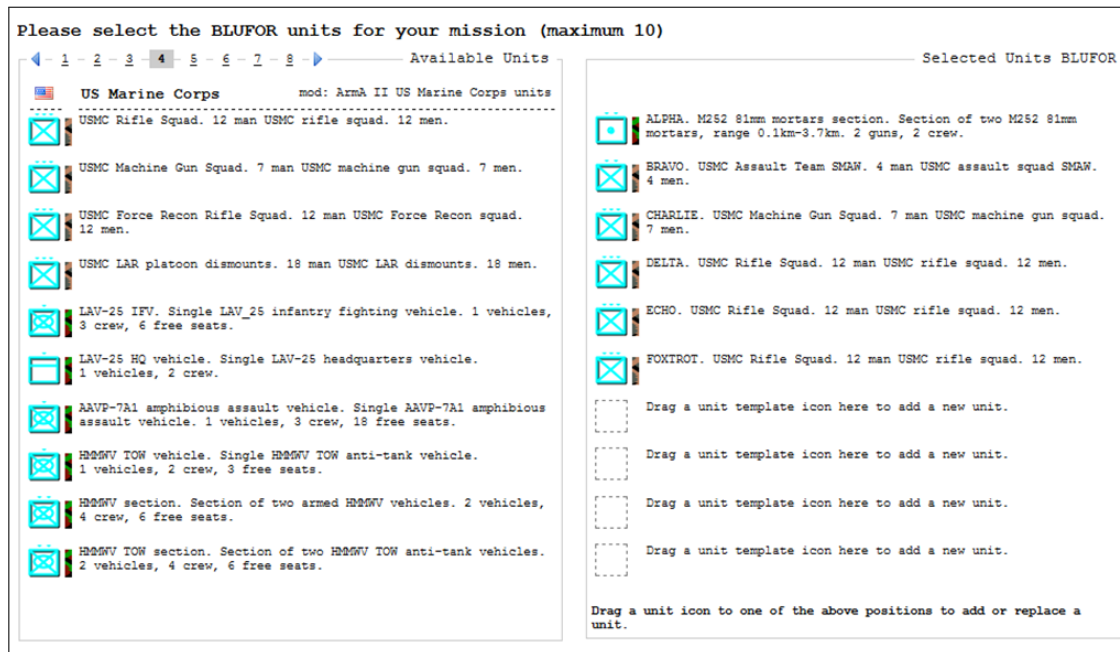 Please select the BLUFOR units for your mission (maximum 10)
1 - 2 - 3 - 4 - 5 - 6 - 7 - 8
Available Units
US Marine Corps
mod: ArmA II US Marine Corps units
USMC Rifle Squad. 12 man USMC rifle squad. 12 men.
USMC Machine Gun Squad. 7 man USMC machine gun squad. 7 men.
USMC Force Recon Rifle Squad. 12 man USMC Force Recon squad.
12 men.
USMC LAR platoon dismounts. 18 man USMC LAR dismounts. 18 men.
LAV-25 IFV. Single LAV_25 infantry fighting vehicle. 1 vehicles,
3 crew, 6 free seats.
LAV-25 HQ vehicle. Single LAV-25 headquarters vehicle.
1 vehicles, 2 crew.
AAVP-7A1 amphibious assault vehicle. Single AAVP-7A1 amphibious
assault vehicle. 1 vehicles, 3 crew, 18 free seats.
HMMWV TOW vehicle. Single HMMWV TOW anti-tank vehicle.
1 vehicles, 2 crew, 3 free seats.
HMMWV section. Section of two armed HMMWV vehicles. 2 vehicles,
4 crew, 6 free seats.
HMMWV TOW section. Section of two HMMWV TOW anti-tank vehicles.
2 vehicles, 4 crew, 6 free seats.
Selected Units BLUFOR
ALPHA. M252 81mm mortars section. Section of two M252 81mm
mortars, range 0.1km-3.7km. 2 guns, 2 crew.
BRAVO. USMC Assault Team SMAW. 4 man USMC assault squad SMAW.
4 men.
CHARLIE. USMC Machine Gun Squad. 7 man USMC machine gun squad.
7 men.
DELTA. USMC Rifle Squad. 12 man USMC rifle squad. 12 men.
ECHO. USMC Rifle Squad. 12 man USMC rifle squad. 12 men.
FOXTROT. USMC Rifle Squad. 12 man USMC rifle squad. 12 men.
Drag a unit template icon here to add a new unit.
Drag a unit template icon here to add a new unit.
Drag a unit template icon here to add a new unit.
Drag a unit template icon here to add a new unit.
Drag a unit icon to one of the above positions to add or replace a
unit.